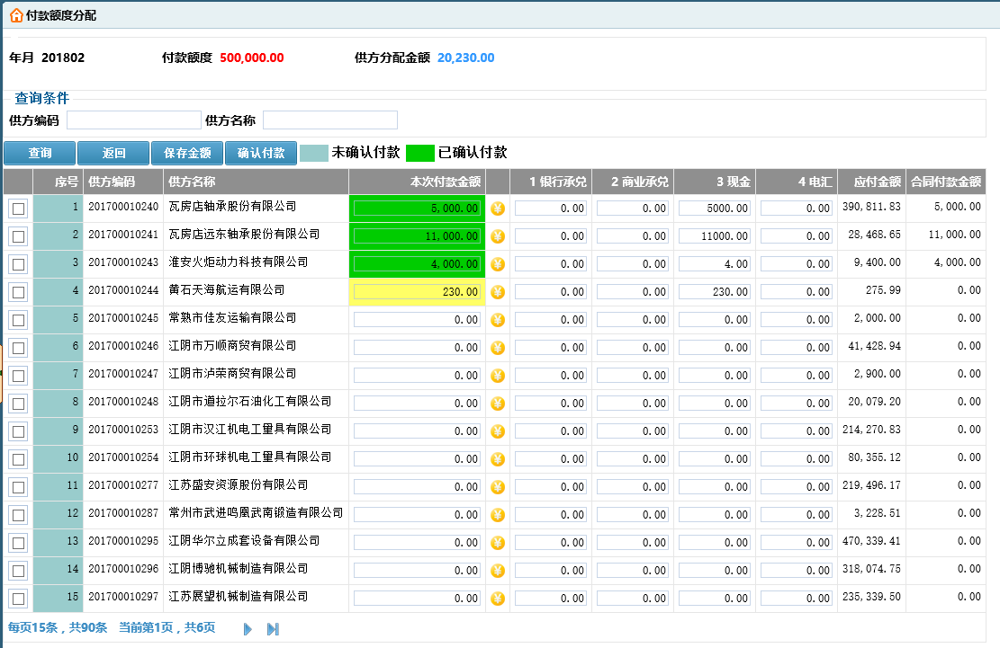 付款额度分配
年月 201802 付款额度 500,000.00 供方分配金额 20,230.00
查询条件
供方编码 供方名称
查询 返回 保存金额 确认付款 未确认付款 已确认付款
序号 供方编码 供方名称 本次付款金额 1 银行承兑 2 商业承兑 3 现金 4 电汇 应付金额 合同付款金额
1 201700010240 瓦房店轴承股份有限公司 5,000.00 0.00 0.00 5000.00 0.00 390,811.83 5,000.00
2 201700010241 瓦房店远东轴承股份有限公司 11,000.00 0.00 0.00 11000.00 0.00 28,468.65 11,000.00
3 201700010243 淮安火炬动力科技有限公司 4,000.00 0.00 0.00 4.00 0.00 9,400.00 4,000.00
4 201700010244 黄石天海航运有限公司 230.00 0.00 0.00 230.00 0.00 275.99 0.00
5 201700010245 常熟市佳友运输有限公司 0.00 0.00 0.00 0.00 0.00 2,000.00 0.00
6 201700010246 江阴市万顺商贸有限公司 0.00 0.00 0.00 0.00 0.00 41,428.94 0.00
7 201700010247 江阴市泸荣商贸有限公司 0.00 0.00 0.00 0.00 0.00 2,900.00 0.00
8 201700010248 江阴市道拉尔石油化工有限公司 0.00 0.00 0.00 0.00 0.00 20,079.20 0.00
9 201700010253 江阴市汉江机电工量具有限公司 0.00 0.00 0.00 0.00 0.00 214,270.83 0.00
10 201700010254 江阴市环球机电工量具有限公司 0.00 0.00 0.00 0.00 0.00 80,355.12 0.00
11 201700010277 江苏盛安资源股份有限公司 0.00 0.00 0.00 0.00 0.00 219,496.17 0.00
12 201700010287 常州市武进鸣凰武南锻造有限公司 0.00 0.00 0.00 0.00 0.00 3,228.51 0.00
13 201700010295 江阴华尔立成套设备有限公司 0.00 0.00 0.00 0.00 0.00 470,339.41 0.00
14 201700010296 江阴博驰机械制造有限公司 0.00 0.00 0.00 0.00 0.00 318,074.75 0.00
15 201700010297 江苏展望机械制造有限公司 0.00 0.00 0.00 0.00 0.00 235,339.50 0.00
每页15条，共90条 当前第1页，共6页